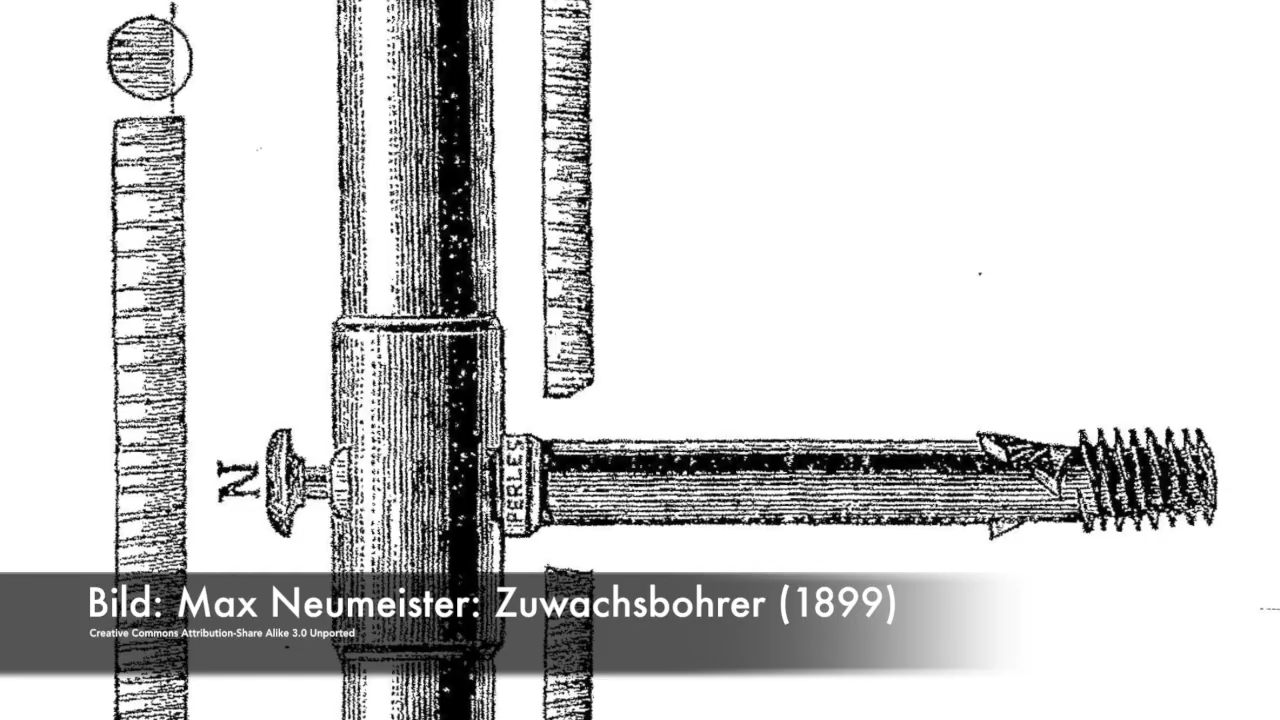 N
PERLES
Bild: Max Neumeister: Zuwachsbohrer (1899)
Creative Commons Attribution-Share Alike 3.0 Unported